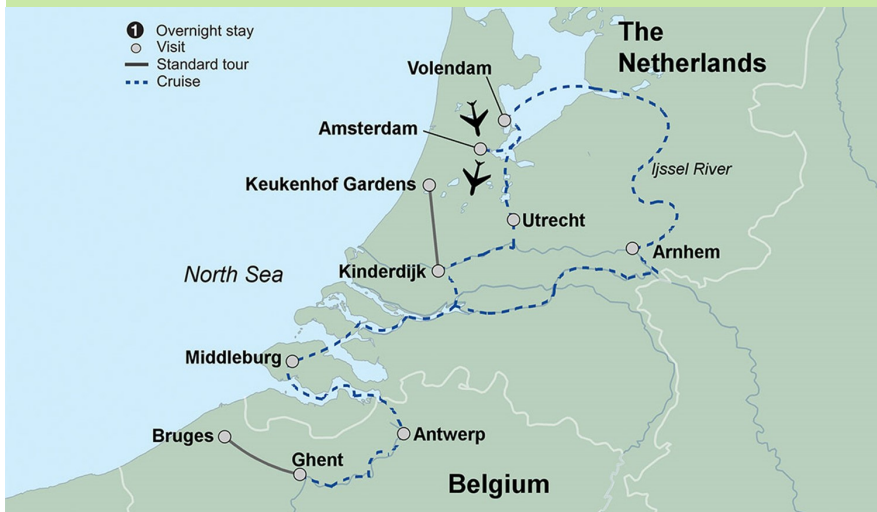 1 Overnight stay
Visit
Standard tour
Cruise
The
Netherlands
Volendam
Amsterdam
Keukenhof Gardens
Ijssel River
Utrecht
Arnhem
Kinderdijk
North Sea
Middleburg
Bruges
Antwerp
Ghent
Belgium